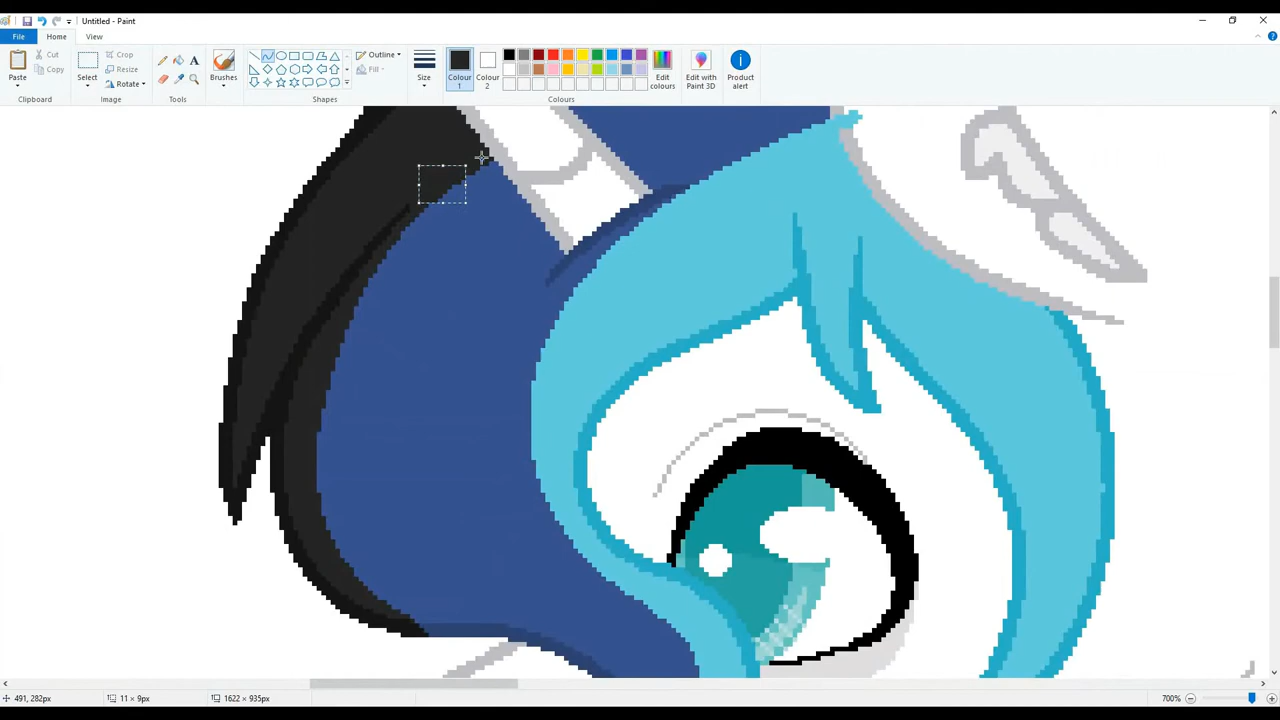 Untitled - Paint
File
Home
View
Paste
Cut
Copy
Clipboard
Select
Crop
Resize
Rotate
Image
Tools
Brushes
Outline
Fill
Shapes
Size
Colour 1
Colour 2
Edit colours
Colours
Edit with Paint 3D
Product alert
491, 282px
11 × 9px
1622 × 935px
700%